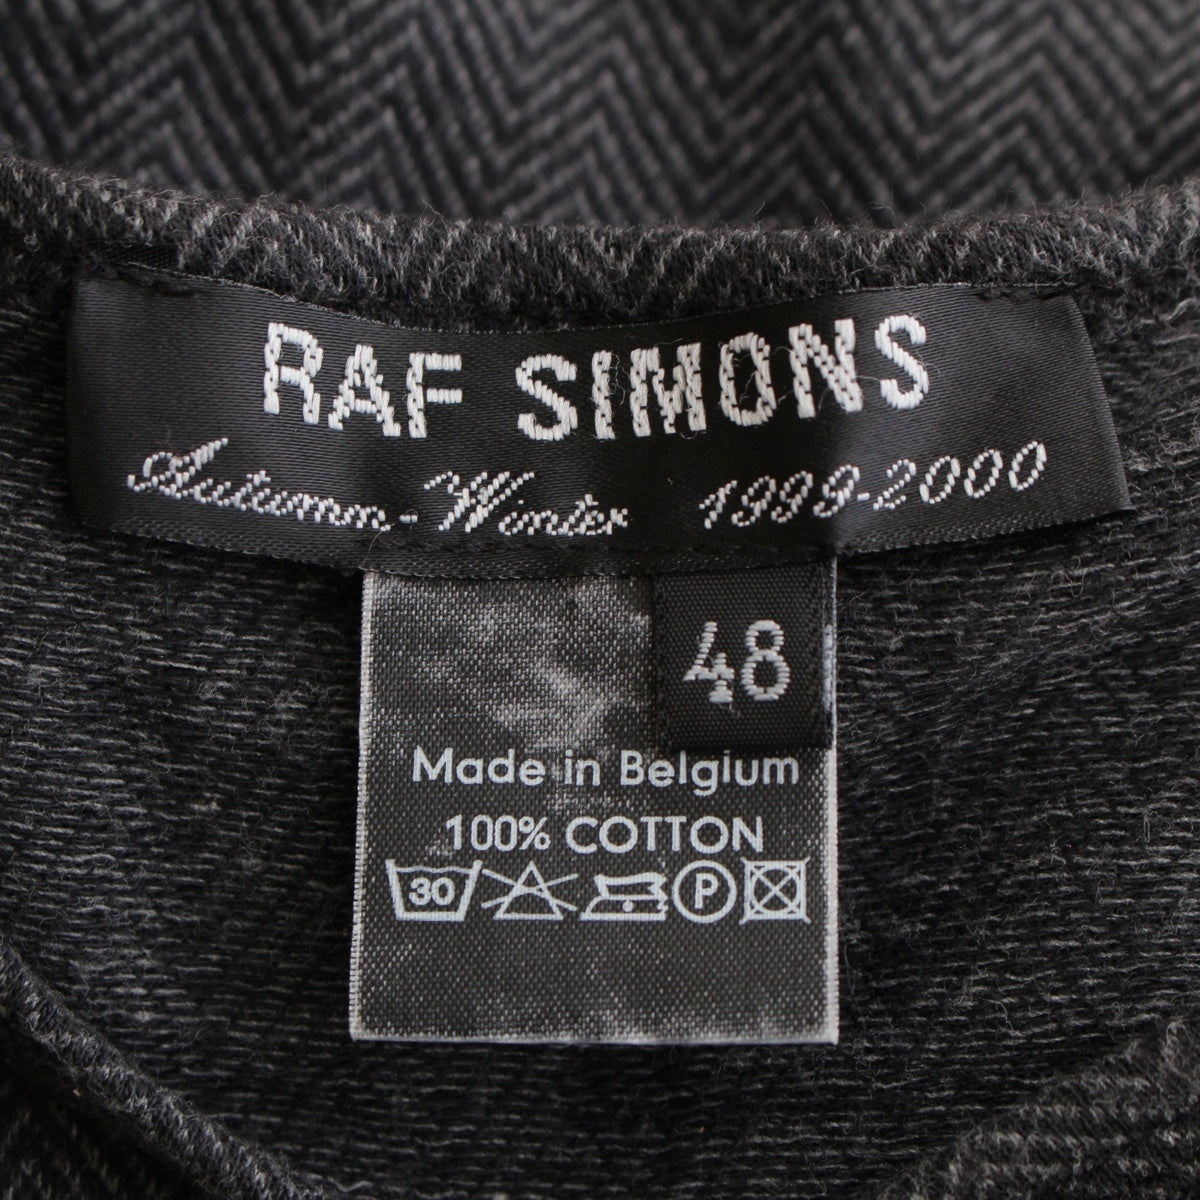 RAF SIMONS
Autumn-Winter 1999-2000
48
Made in Belgium
100% COTTON
30 P